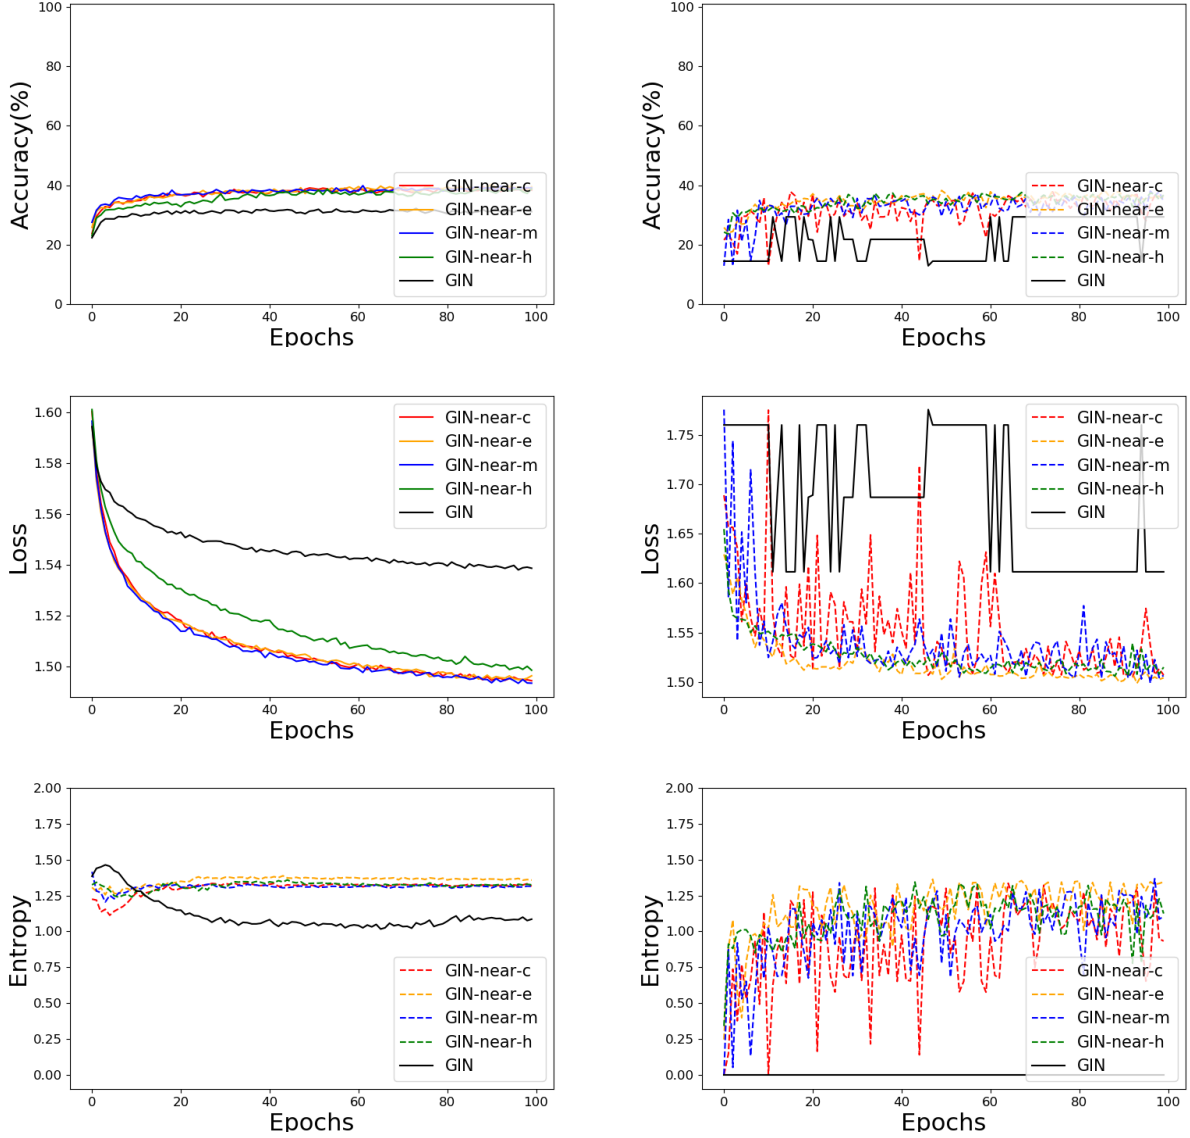 100
80
60
40
20
0
Accuracy(%)
GIN-near-c
GIN-near-e
GIN-near-m
GIN-near-h
GIN
0 20 40 60 80 100
Epochs
100
80
60
40
20
0
Accuracy(%)
GIN-near-c
GIN-near-e
GIN-near-m
GIN-near-h
GIN
0 20 40 60 80 100
Epochs
1.60
1.58
1.56
1.54
1.52
1.50
Loss
GIN-near-c
GIN-near-e
GIN-near-m
GIN-near-h
GIN
0 20 40 60 80 100
Epochs
1.75
1.70
1.65
1.60
1.55
1.50
Loss
GIN-near-c
GIN-near-e
GIN-near-m
GIN-near-h
GIN
0 20 40 60 80 100
Epochs
2.00
1.75
1.50
1.25
1.00
0.75
0.50
0.25
0.00
Entropy
GIN-near-c
GIN-near-e
GIN-near-m
GIN-near-h
GIN
0 20 40 60 80 100
Epochs
2.00
1.75
1.50
1.25
1.00
0.75
0.50
0.25
0.00
Entropy
GIN-near-c
GIN-near-e
GIN-near-m
GIN-near-h
GIN
0 20 40 60 80 100
Epochs